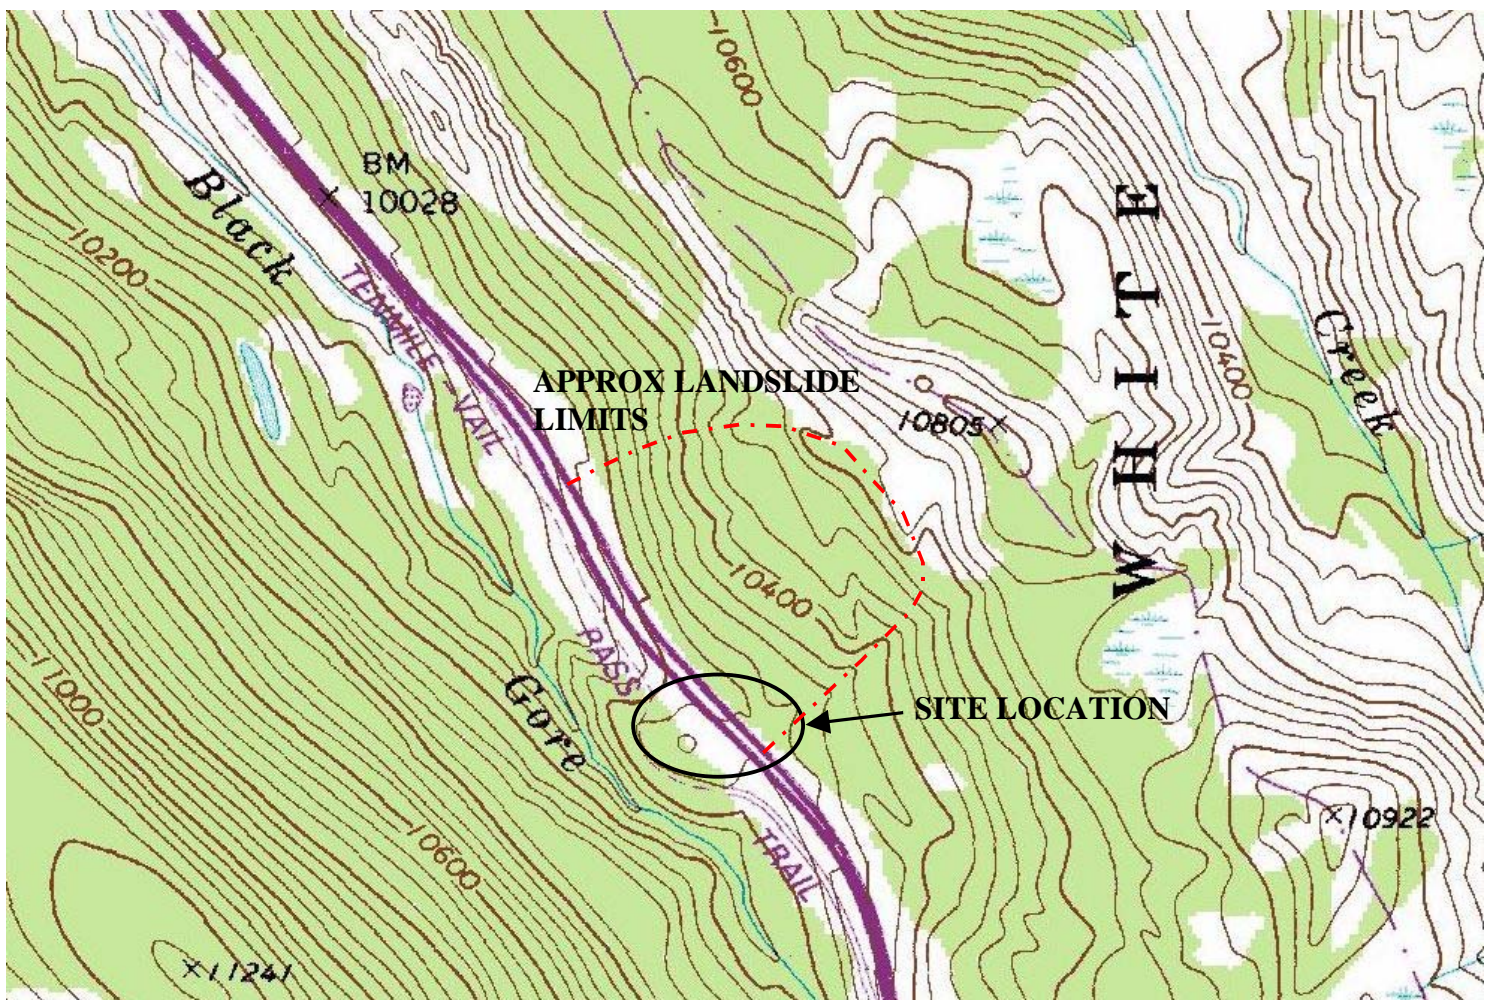 10600
BM
10028
Black
10200
TENMILE - VAIL
WHITE
Creek
10400
APPROX LANDSLIDE
LIMITS
10805
10400
PASS
Gore
11000
SITE LOCATION
10922
10600
TRAIL
11241